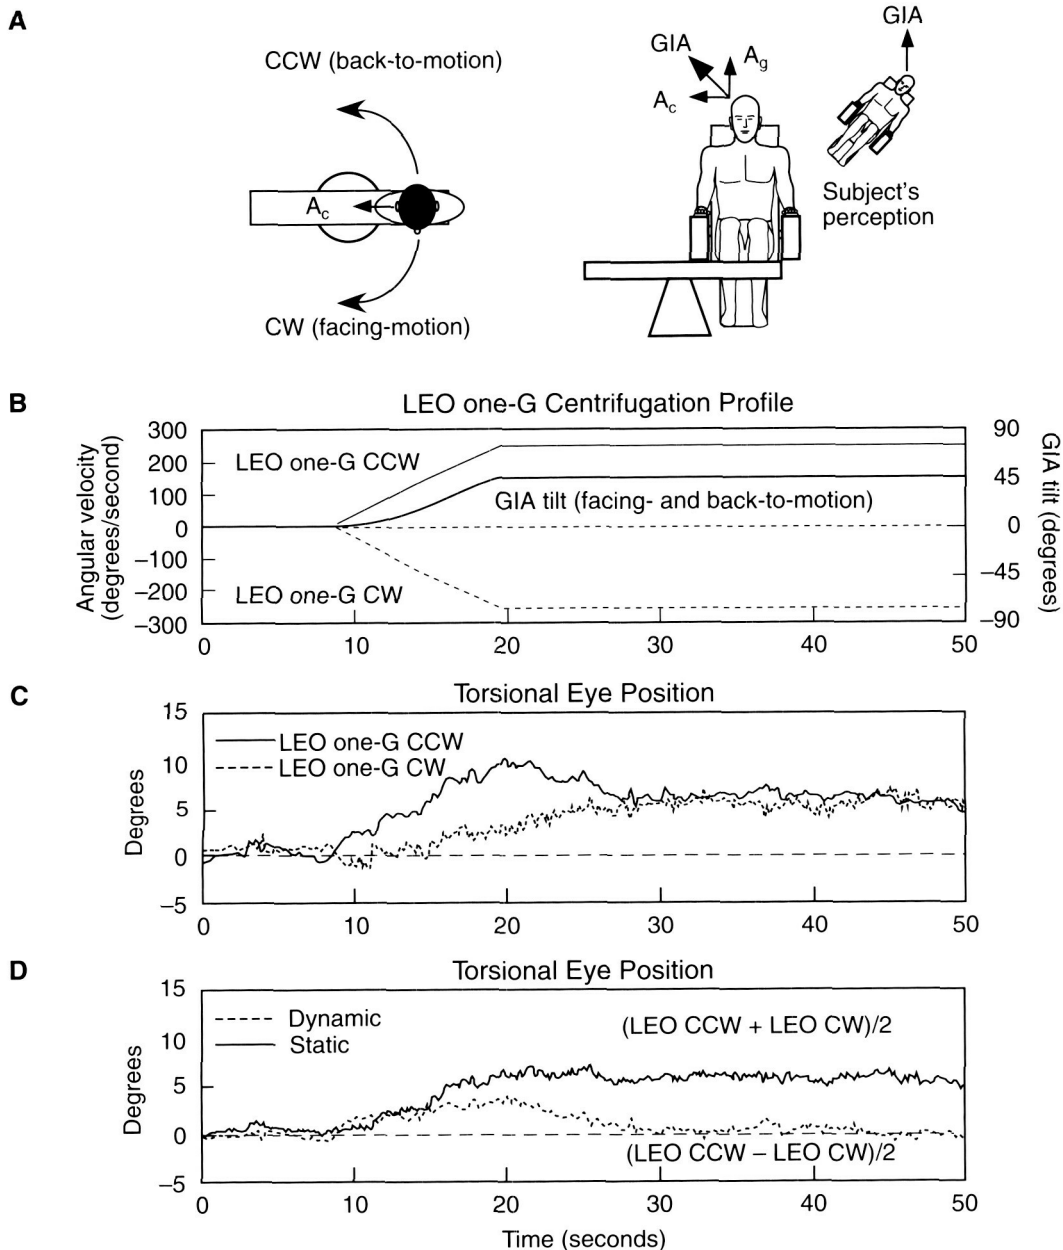 A
CCW (back-to-motion)
Ac
CW (facing-motion)
GIA
Ag
Ac
GIA
Subject's
perception
B
LEO one-G Centrifugation Profile
Angular velocity
(degrees/second)
300
200
100
0
–100
–200
–300
LEO one-G CCW
GIA tilt (facing- and back-to-motion)
LEO one-G CW
90
45
0
–45
–90
GIA tilt
(degrees)
0 10 20 30 40 50
C
Torsional Eye Position
Degrees
15
10
5
0
–5
LEO one-G CCW
LEO one-G CW
0 10 20 30 40 50
D
Torsional Eye Position
Degrees
15
10
5
0
–5
Dynamic
Static
(LEO CCW + LEO CW)/2
(LEO CCW – LEO CW)/2
0 10 20 30 40 50
Time (seconds)